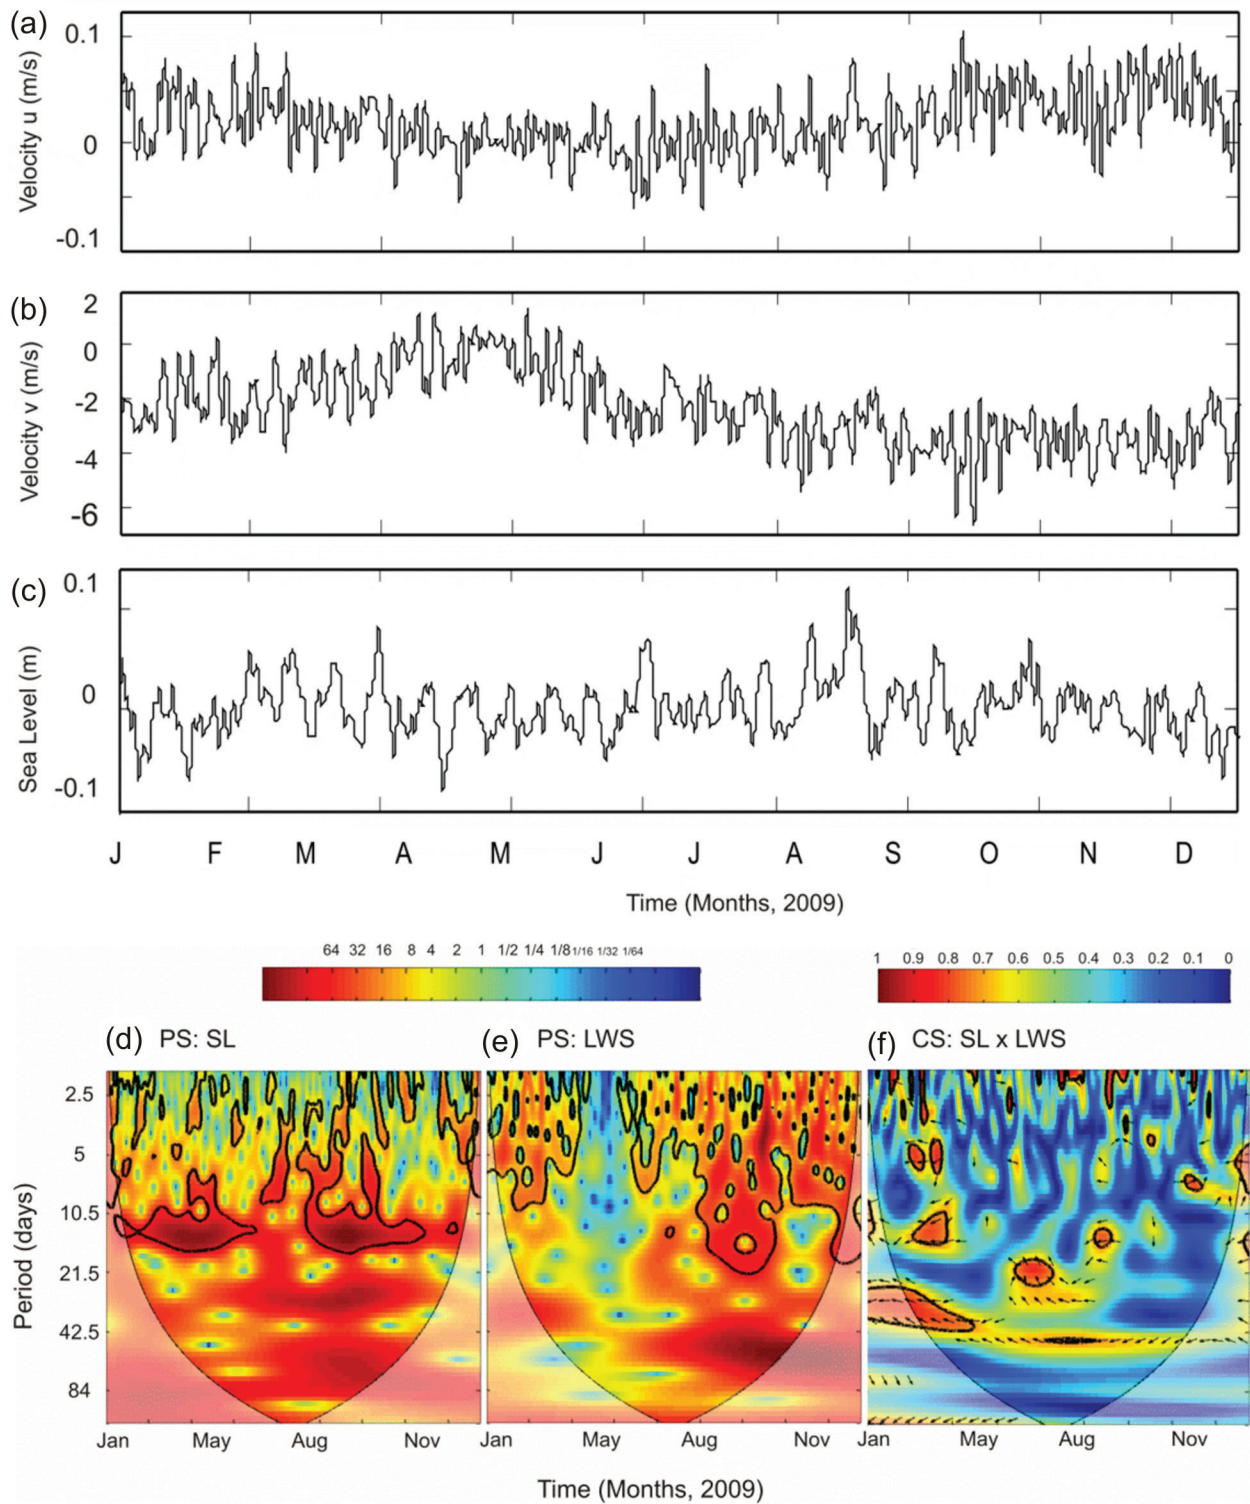 (a)
0.1
0
-0.1
Velocity u (m/s)
(b)
2
0
-2
-4
-6
Velocity v (m/s)
(c)
0.1
0
-0.1
Sea Level (m)
J F M A M J J A S O N D
Time (Months, 2009)
64 32 16 8 4 2 1 1/2 1/4 1/8 1/16 1/32 1/64
1 0.9 0.8 0.7 0.6 0.5 0.4 0.3 0.2 0.1 0
(d) PS: SL
(e) PS: LWS
(f) CS: SL x LWS
2.5
5
10.5
21.5
42.5
84
Period (days)
Jan May Aug Nov
Jan May Aug Nov
Jan May Aug Nov
Time (Months, 2009)